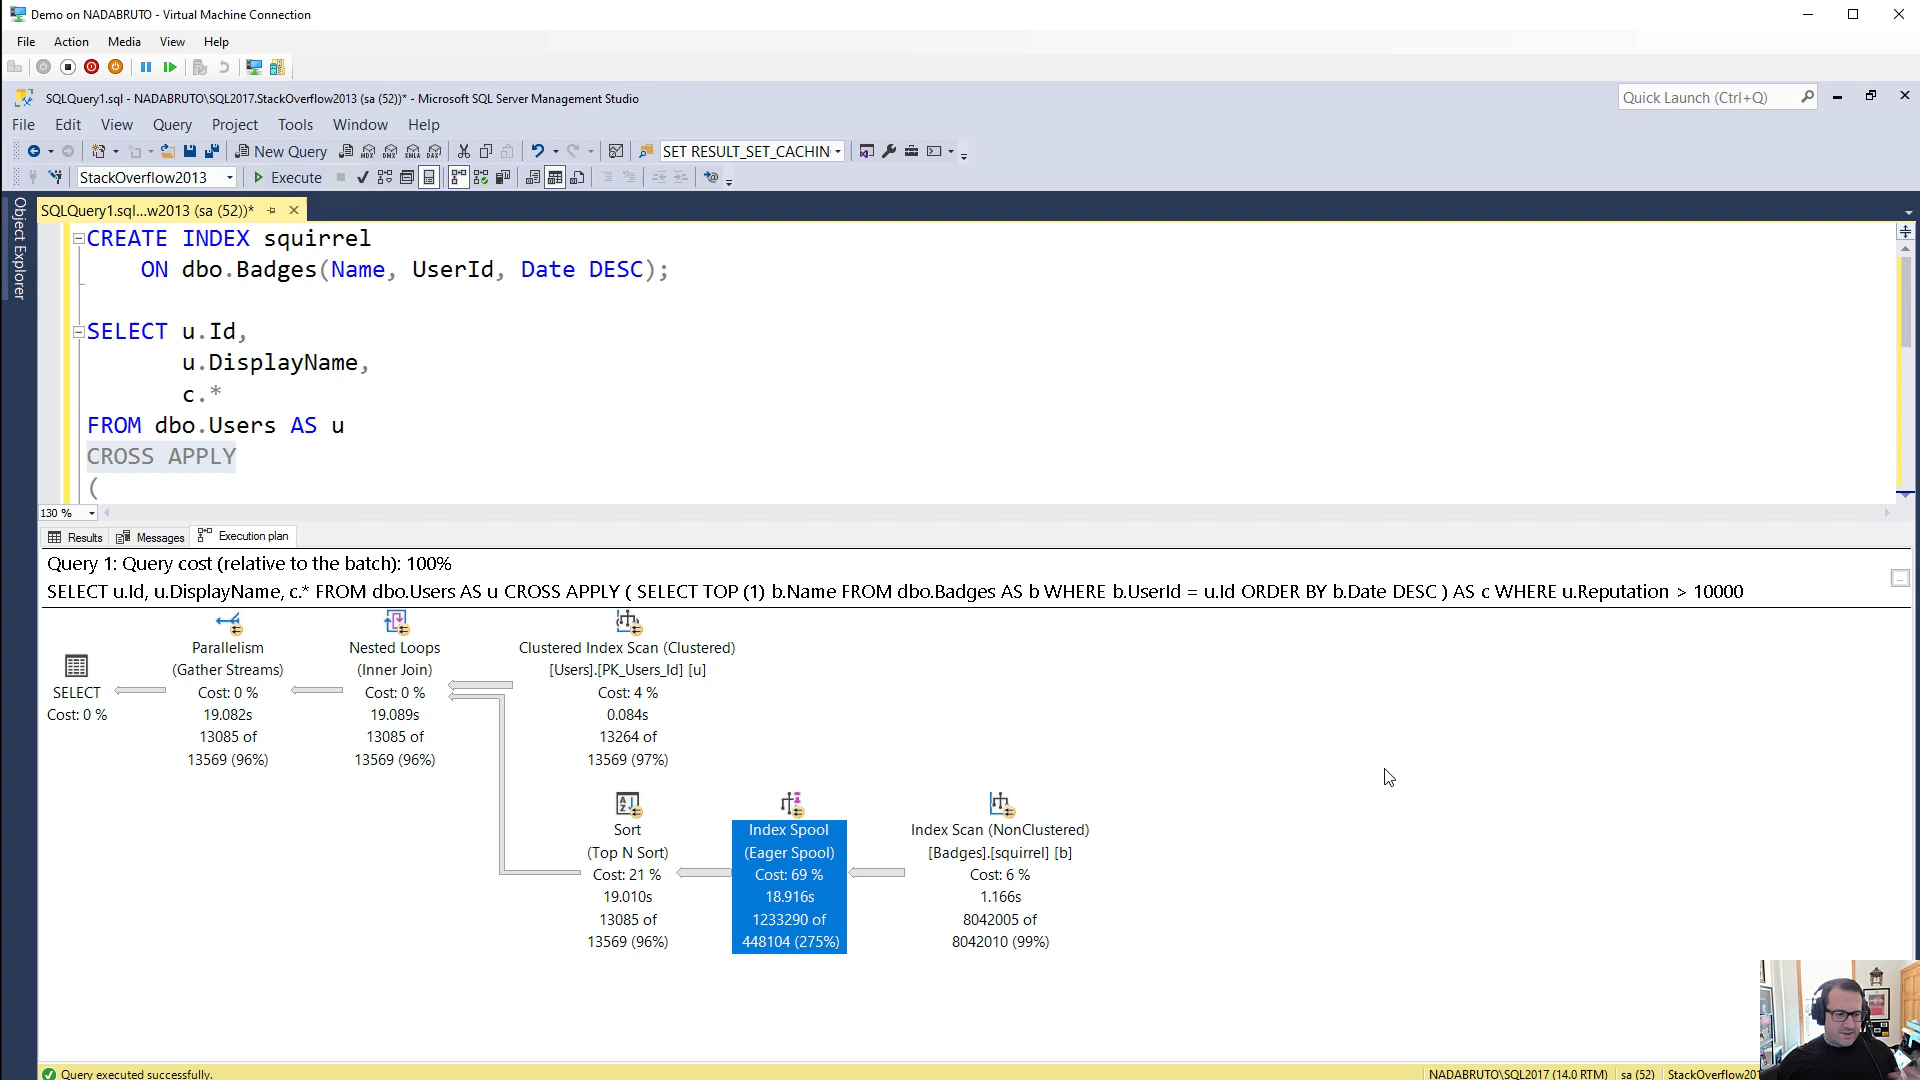 Demo on NADABRUTO - Virtual Machine Connection
File Action Media View Help
SQLQuery1.sql - NADABRUTO\SQL2017.StackOverflow2013 (sa (52))* - Microsoft SQL Server Management Studio
Quick Launch (Ctrl+Q)
File Edit View Query Project Tools Window Help
New Query
MDX DMX XMLA DAX
SET RESULT_SET_CACHIN
StackOverflow2013
Execute
Object Explorer
SQLQuery1.sql...w2013 (sa (52))*
CREATE INDEX squirrel
ON dbo.Badges(Name, UserId, Date DESC);
SELECT u.Id,
u.DisplayName,
c.*
FROM dbo.Users AS u
CROSS APPLY
(
130 %
Results Messages Execution plan
Query 1: Query cost (relative to the batch): 100%
SELECT u.Id, u.DisplayName, c.* FROM dbo.Users AS u CROSS APPLY ( SELECT TOP (1) b.Name FROM dbo.Badges AS b WHERE b.UserId = u.Id ORDER BY b.Date DESC ) AS c WHERE u.Reputation > 10000
SELECT
Cost: 0 %
Parallelism
(Gather Streams)
Cost: 0 %
19.082s
13085 of
13569 (96%)
Nested Loops
(Inner Join)
Cost: 0 %
19.089s
13085 of
13569 (96%)
Clustered Index Scan (Clustered)
[Users].[PK_Users_Id] [u]
Cost: 4 %
0.084s
13264 of
13569 (97%)
Sort
(Top N Sort)
Cost: 21 %
19.010s
13085 of
13569 (96%)
Index Spool
(Eager Spool)
Cost: 69 %
18.916s
1233290 of
448104 (275%)
Index Scan (NonClustered)
[Badges].[squirrel] [b]
Cost: 6 %
1.166s
8042005 of
8042010 (99%)
Query executed successfully.
NADABRUTO\SQL2017 (14.0 RTM)
sa (52)
StackOverflow201